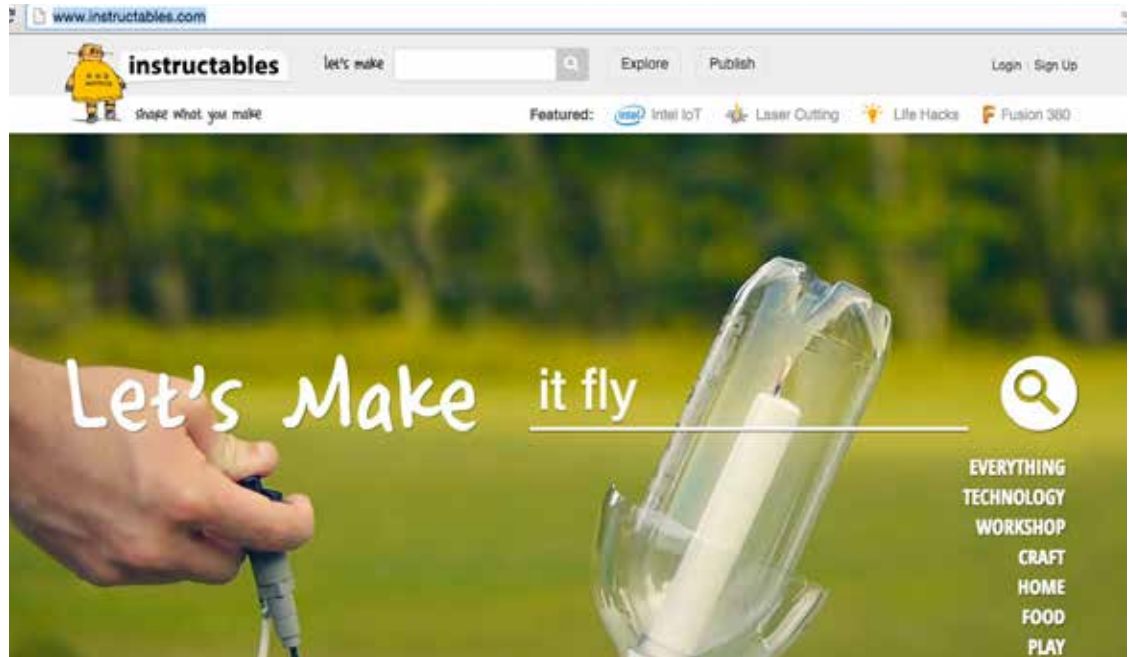 www.instructables.com
instructables let's make Explore Publish Login Sign Up
share what you make Featured: intel Intel IoT Laser Cutting Life Hacks Fusion 360
Let's Make it fly
EVERYTHING
TECHNOLOGY
WORKSHOP
CRAFT
HOME
FOOD
PLAY